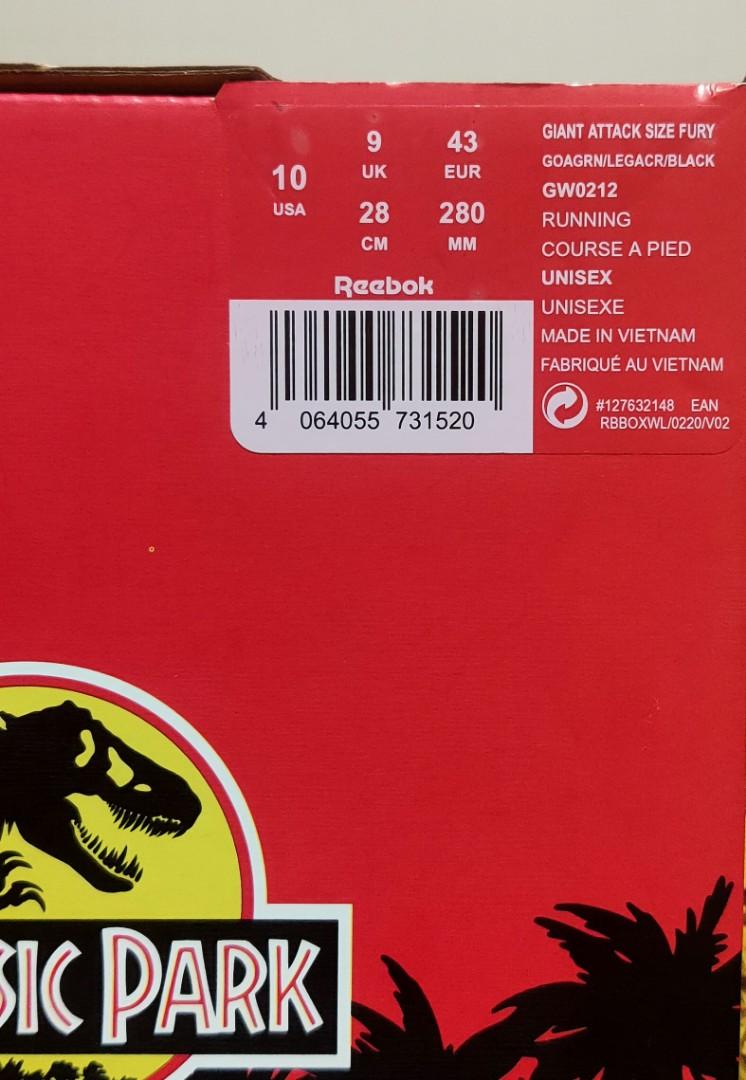 10
USA
9
UK
43
EUR
28
CM
280
MM
Reebok
4 064055 731520
GIANT ATTACK SIZE FURY
GOAGRN/LEGACR/BLACK
GW0212
RUNNING
COURSE A PIED
UNISEX
UNISEXE
MADE IN VIETNAM
FABRIQUÉ AU VIETNAM
#127632148 EAN
RBBOXWL/0220/V02
SIC PARK